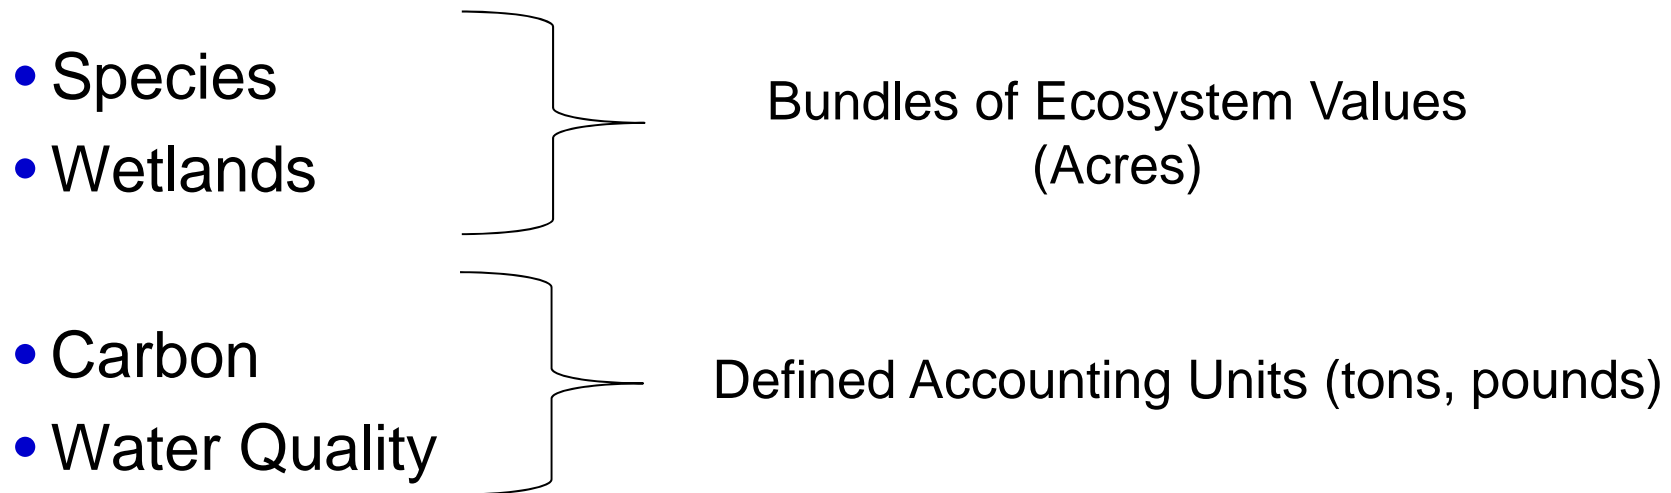 • Species
• Wetlands
Bundles of Ecosystem Values
(Acres)
• Carbon
• Water Quality
Defined Accounting Units (tons, pounds)